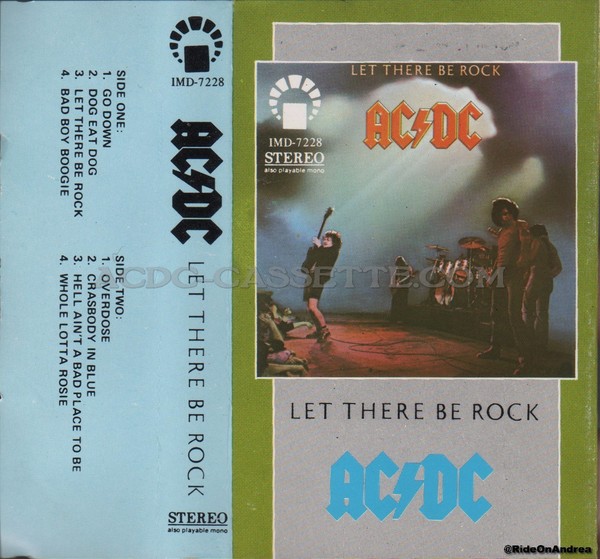 SIDE ONE:
1. GO DOWN
2. DOG EAT DOG
3. LET THERE BE ROCK
4. BAD BOY BOOGIE
SIDE TWO:
1. OVERDOSE
2. CRASBODY IN BLUE
3. HELL AIN'T A BAD PLACE TO BE
4. WHOLE LOTTA ROSIE
IMD-7228
AC/DC LET THERE BE ROCK
STEREO
also playable mono
LET THERE BE ROCK
AC/DC
IMD-7228
STEREO
also playable mono
ACDC-CASSETTE.COM
LET THERE BE ROCK
AC/DC
@RideOnAndrea